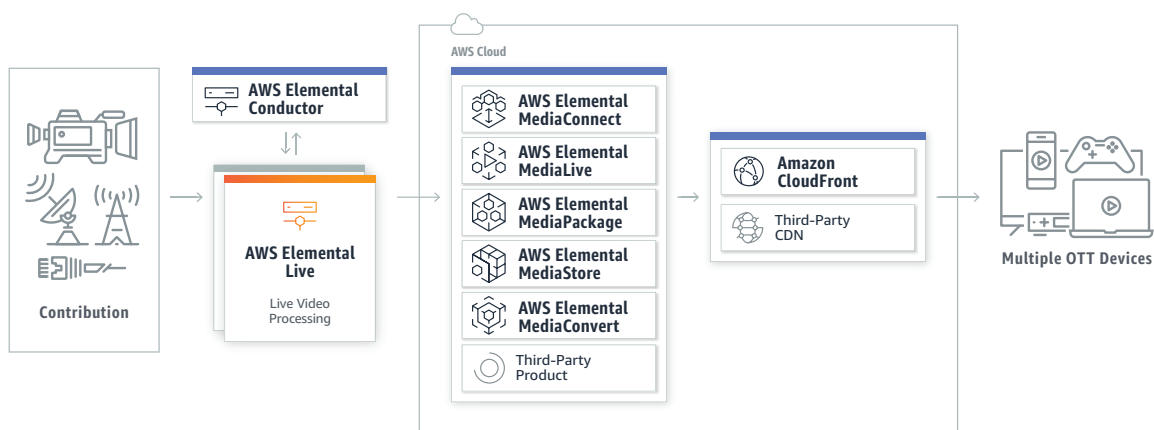 Contribution
AWS Elemental
Conductor
AWS Elemental
Live
Live Video
Processing
AWS Cloud
AWS Elemental
MediaConnect
AWS Elemental
MediaLive
AWS Elemental
MediaPackage
AWS Elemental
MediaStore
AWS Elemental
MediaConvert
Third-Party
Product
Amazon
CloudFront
Third-Party
CDN
Multiple OTT Devices